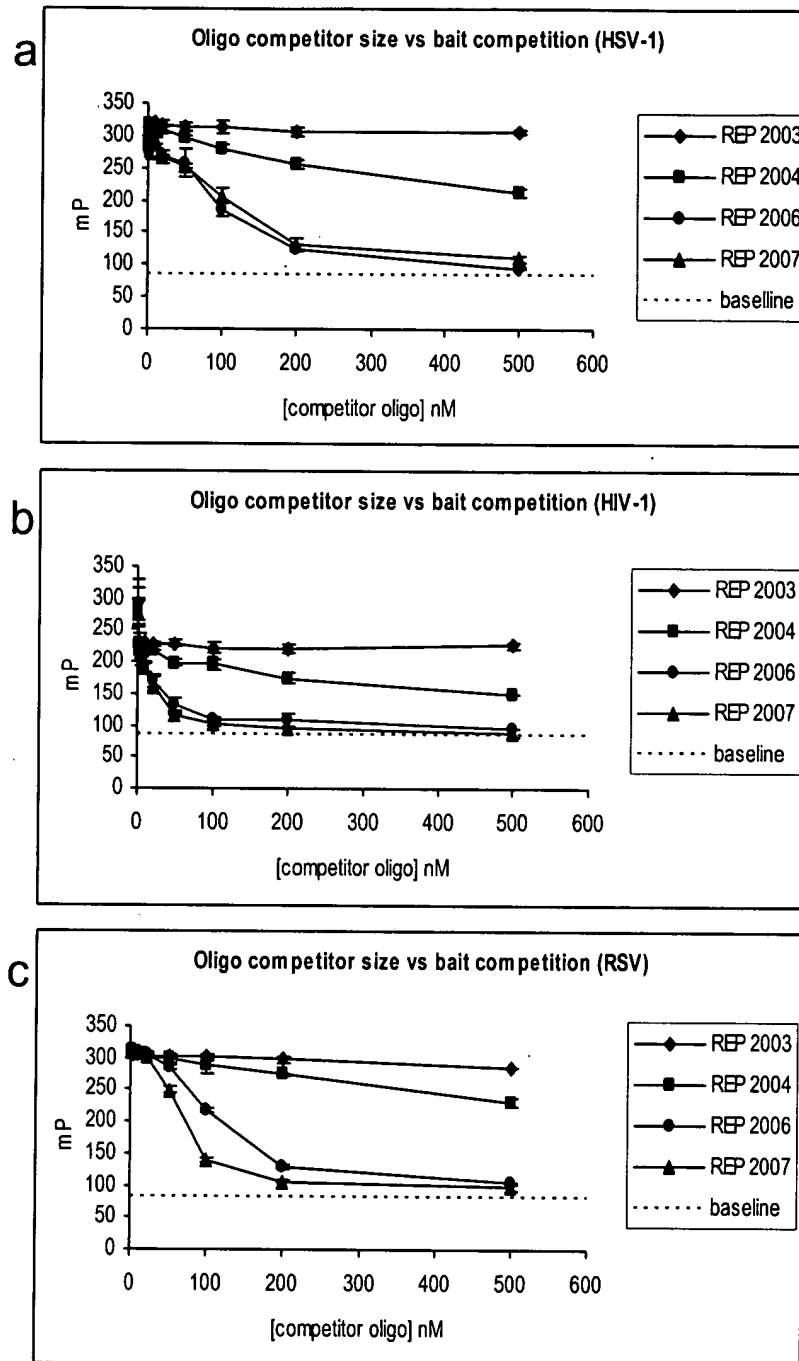 a
Oligo competitor size vs bait competition (HSV-1)
350
300
250
200
150
100
50
0
mP
0
100
200
300
400
500
600
[competitor oligo] nM
REP 2003
REP 2004
REP 2006
REP 2007
baselline
b
Oligo competitor size vs bait competition (HIV-1)
350
300
250
200
150
100
50
0
mP
0
100
200
300
400
500
600
[competitor oligo] nM
REP 2003
REP 2004
REP 2006
REP 2007
baseline
c
Oligo competitor size vs bait competition (RSV)
350
300
250
200
150
100
50
0
mP
0
100
200
300
400
500
600
[competitor oligo] nM
REP 2003
REP 2004
REP 2006
REP 2007
baseline